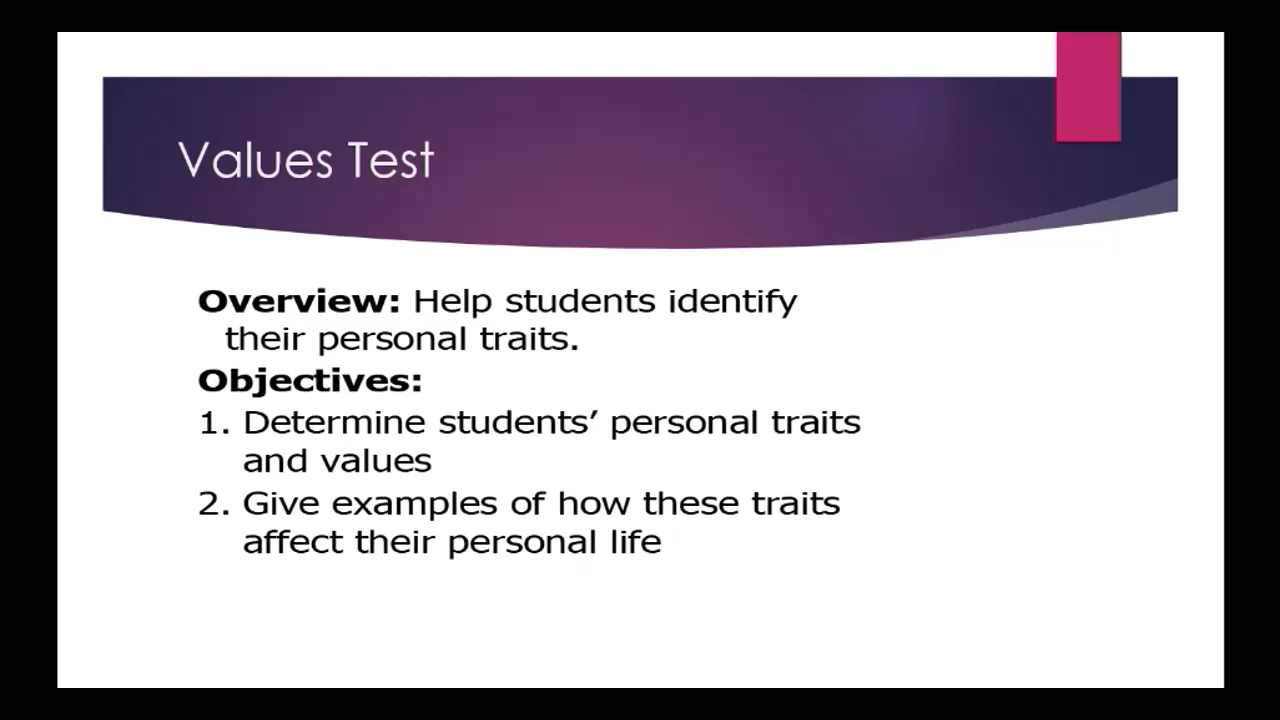 Values Test
Overview: Help students identify
their personal traits.
Objectives:
1. Determine students’ personal traits
and values
2. Give examples of how these traits
affect their personal life